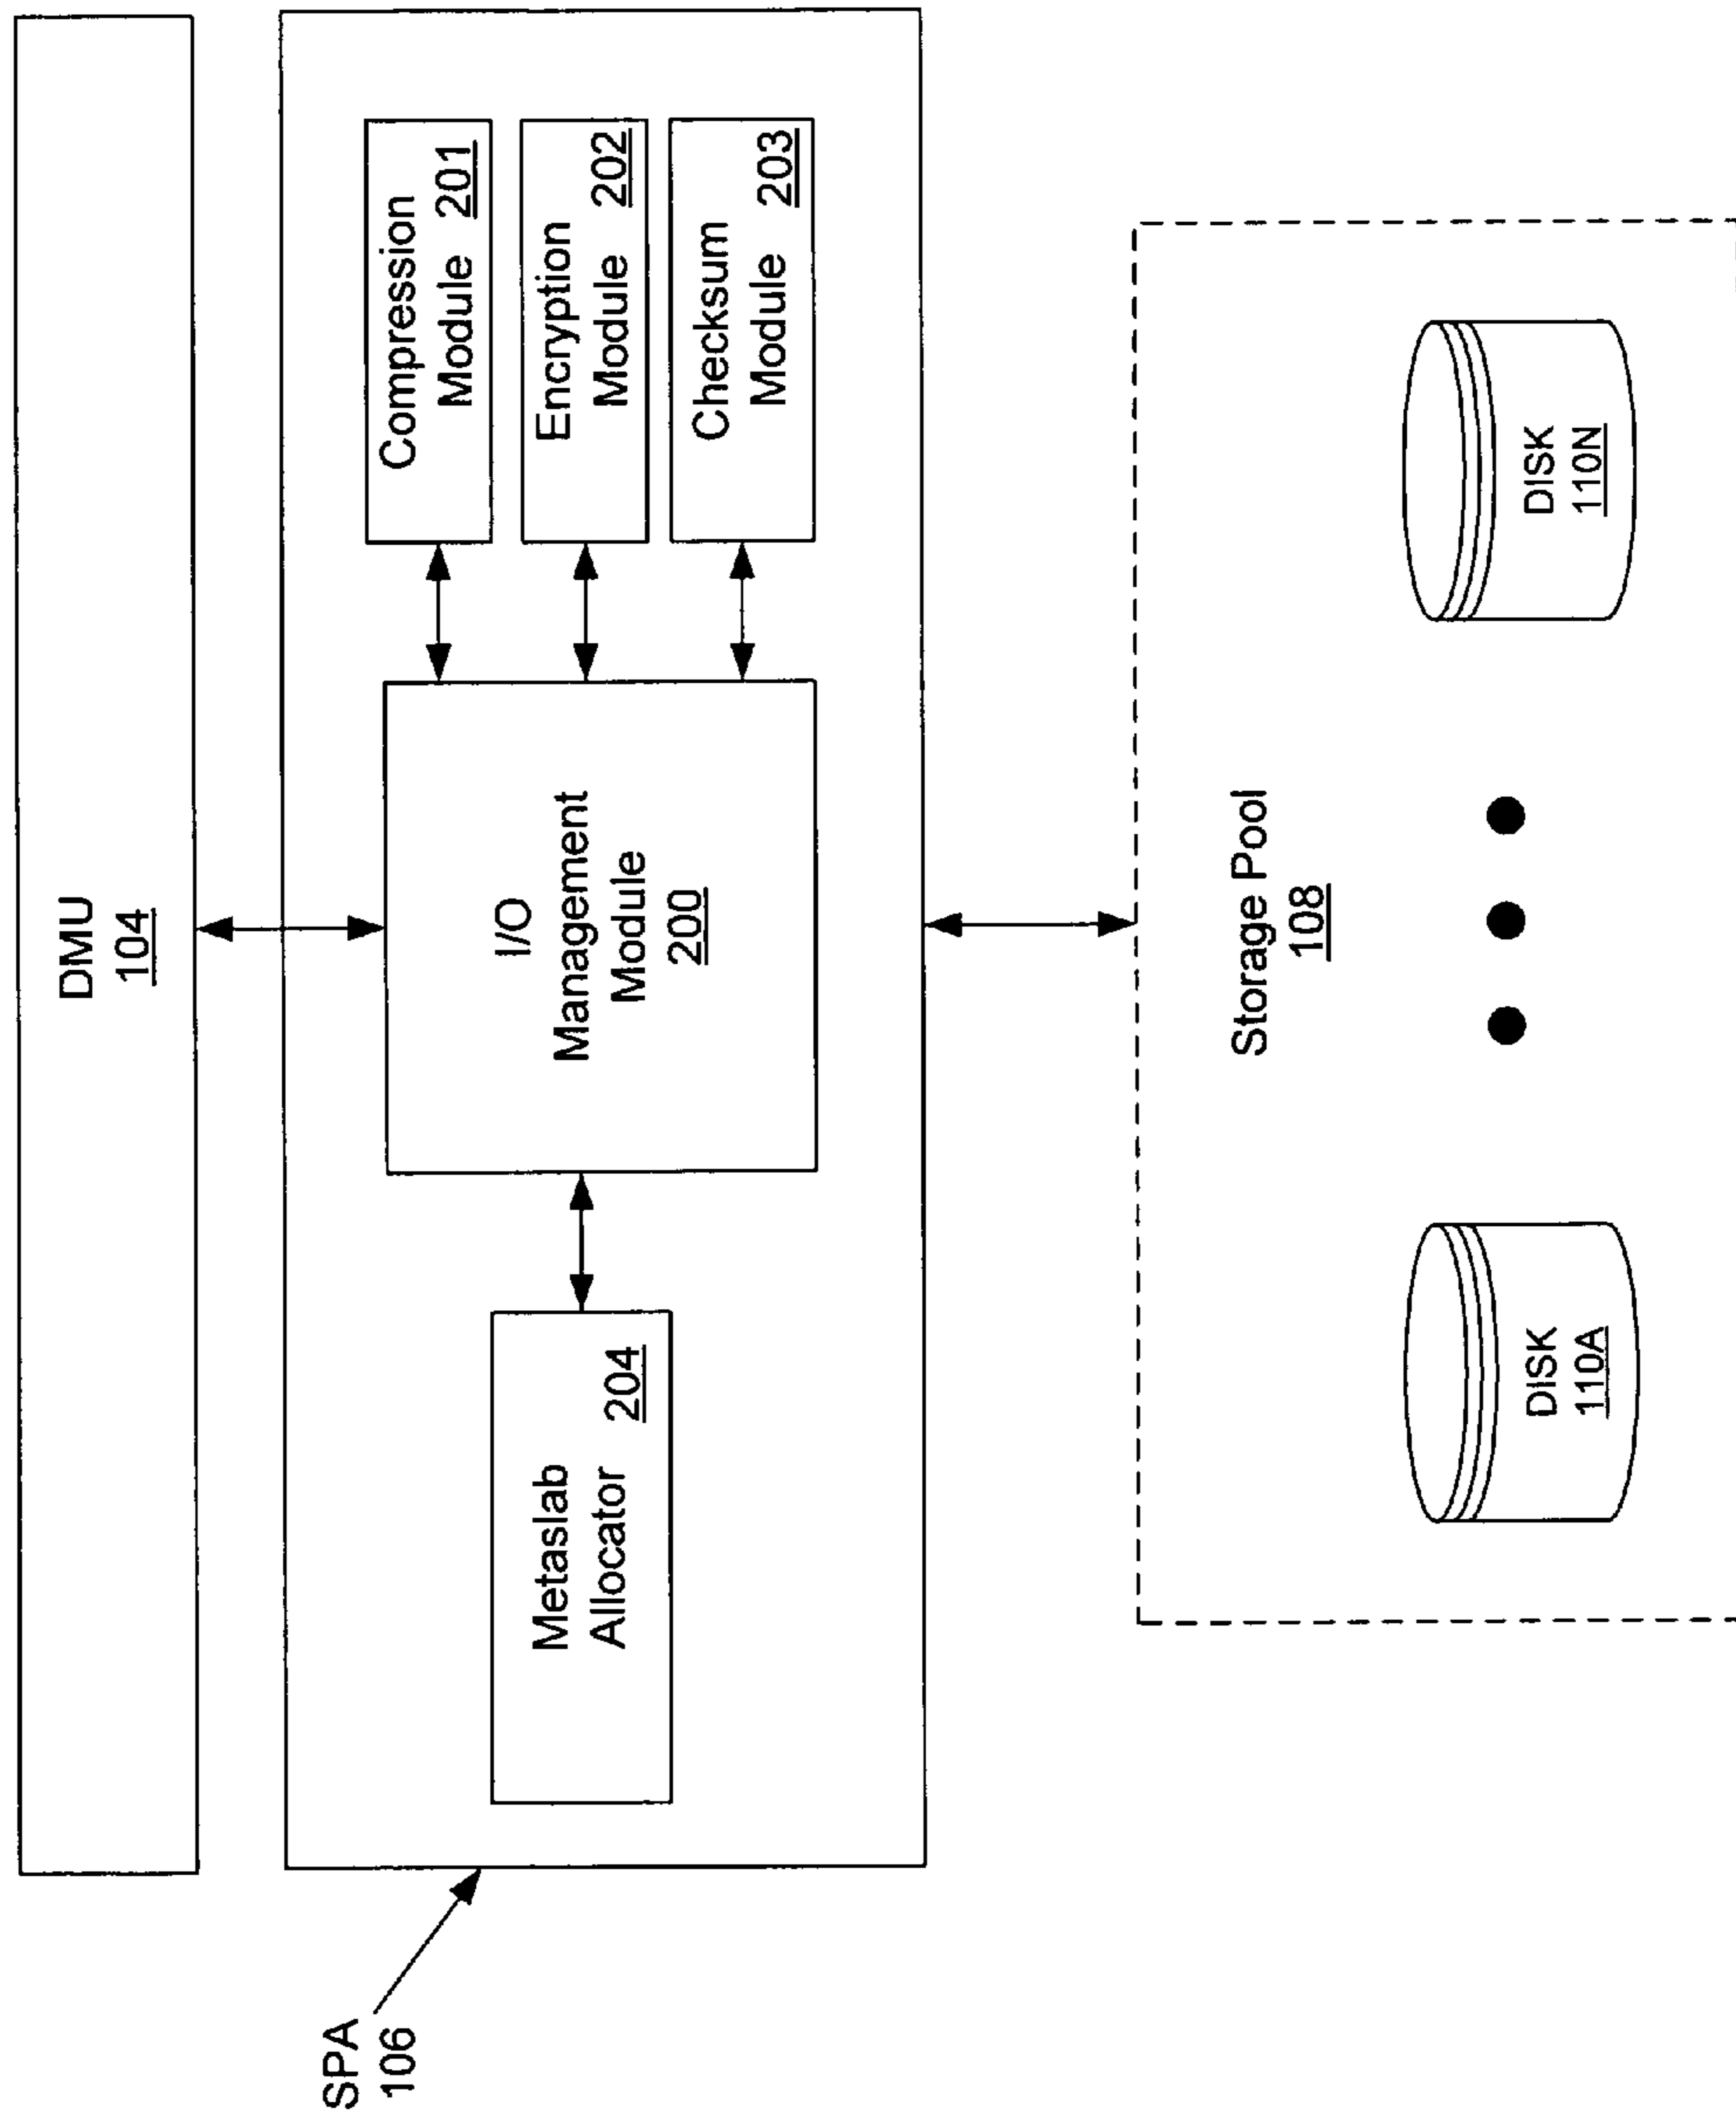 DMU
104
SPA
106
Metaslab
Allocator 204
I/O
Management
Module
200
Compression
Module 201
Encryption
Module 202
Checksum
Module 203
Storage Pool
108
DISK
110A
DISK
110N